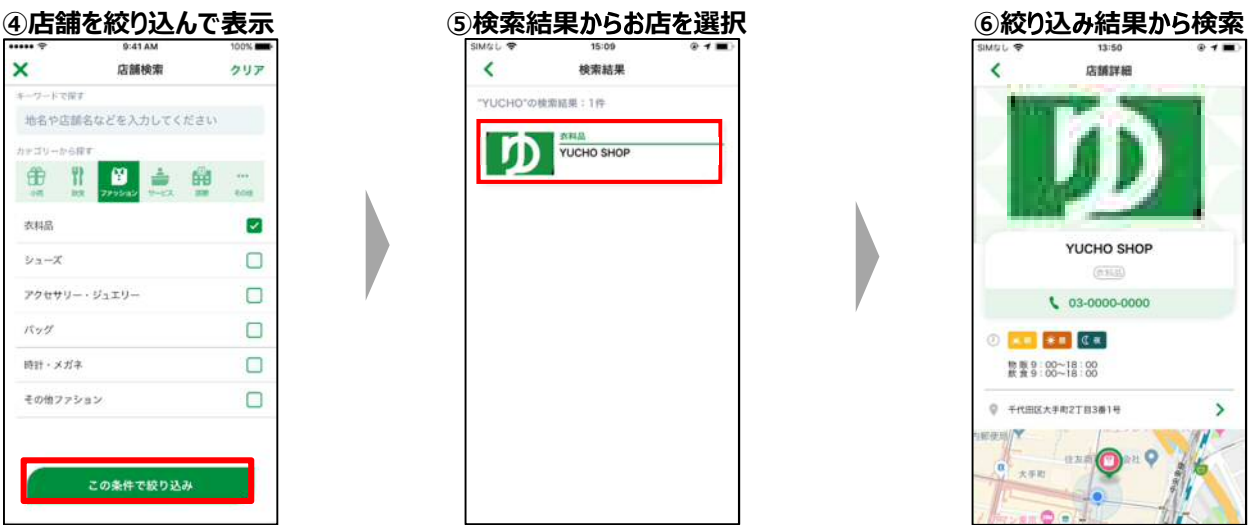 ④店舗を絞り込んで表示
9:41 AM
100%
店舗検索
クリア
キーワードで探す
地名や店舗名などを入力してください
カテゴリーから探す
小売
飲食
ファッション
サービス
その他
衣料品
シューズ
アクセサリー・ジュエリー
バッグ
時計・メガネ
その他ファッション
この条件で絞り込み
⑤検索結果からお店を選択
SIMなし
15:09
検索結果
"YUCHO"の検索結果:1件
ゆ
衣料品
YUCHO SHOP
⑥絞り込み結果から検索
SIMなし
13:50
店舗詳細
ゆ
YUCHO SHOP
衣料品
03-0000-0000
朝
昼
夜
物販 9:00~18:00
飲食 9:00~18:00
千代田区大手町2丁目3番1号
大手町